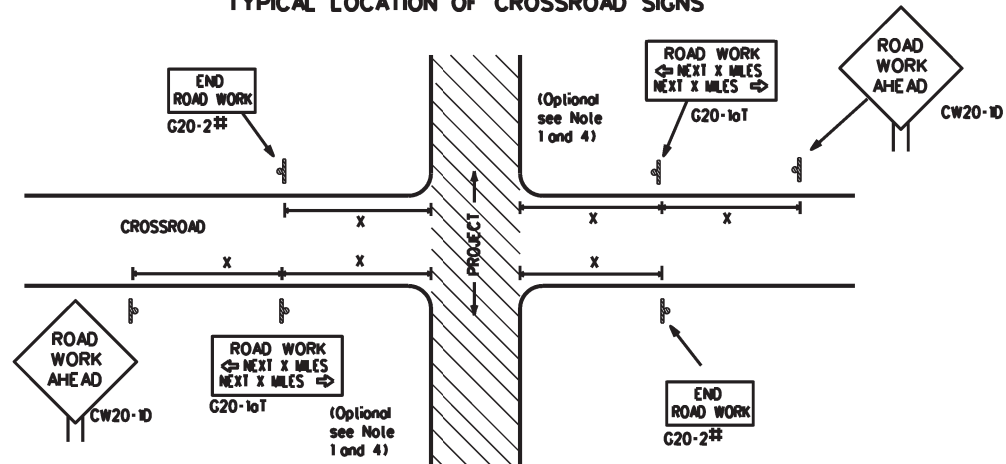 TYPICAL LOCATION OF CROSSROAD SIGNS
END
ROAD WORK
G20-2#
(Optional
see Note
1 and 4)
ROAD WORK
⇦ NEXT X MILES
NEXT X MILES ⇨
G20-1aT
ROAD
WORK
AHEAD
CW20-1D
X
X
X
CROSSROAD
PROJECT
X
X
X
ROAD
WORK
AHEAD
CW20-1D
ROAD WORK
⇦ NEXT X MILES
NEXT X MILES ⇨
G20-1aT
(Optional
see Note
1 and 4)
END
ROAD WORK
G20-2#